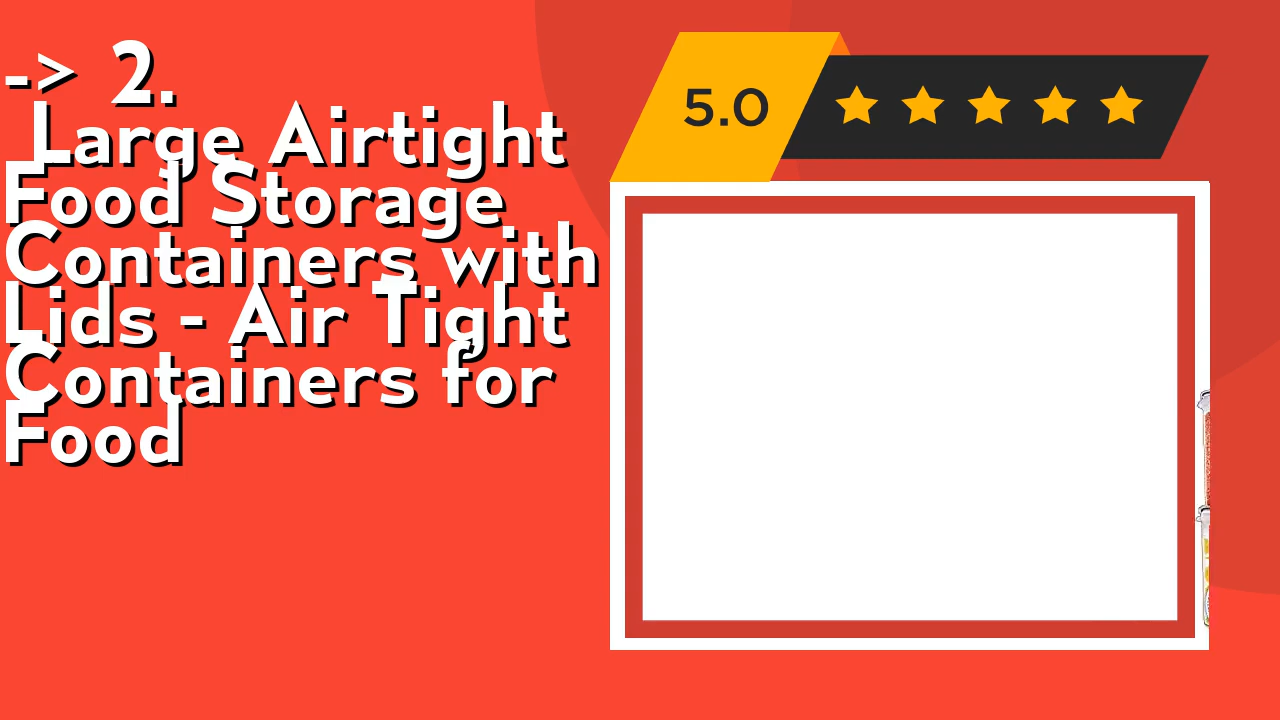 -> 2.
Large Airtight
Food Storage
Containers with
Lids - Air Tight
Containers for
Food
5.0